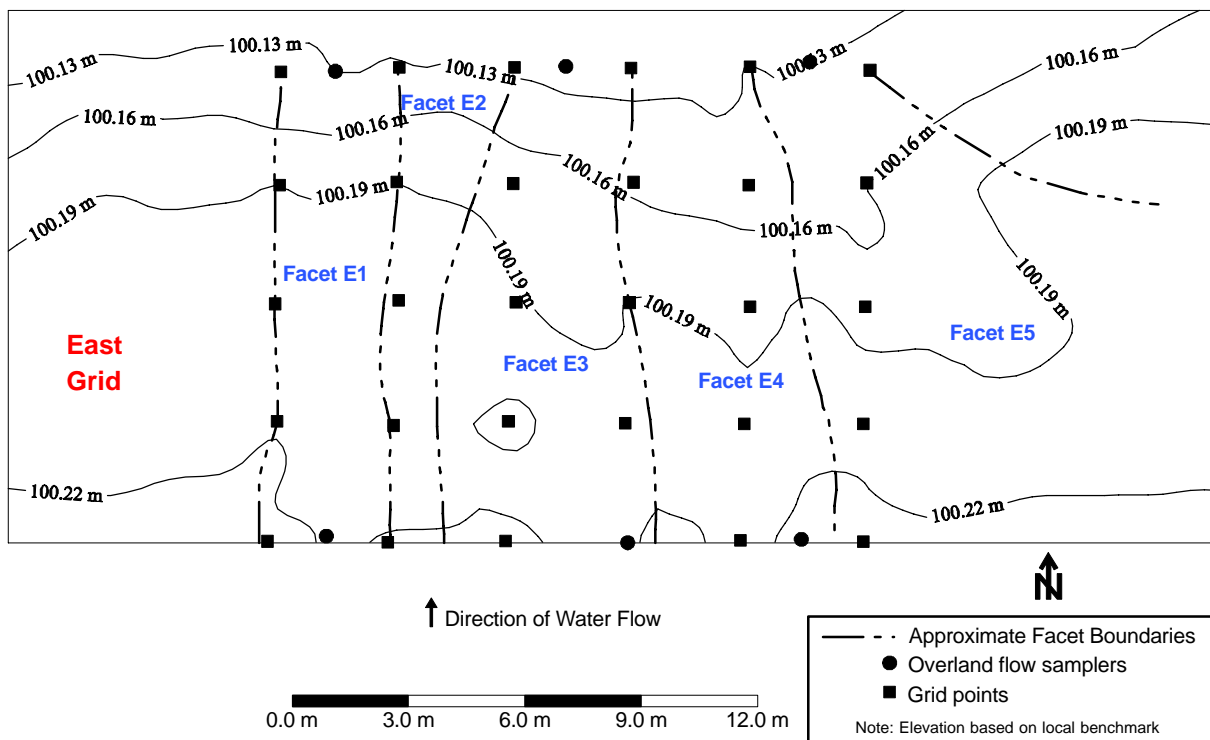 100.13 m
100.13 m
100.13 m
100.13 m
100.16 m
Facet E2
100.16 m
100.16 m
100.16 m
100.19 m
100.16 m
100.16 m
100.19 m
100.19 m
100.16 m
Facet E1
100.19 m
100.19 m
100.19 m
Facet E5
East
Grid
Facet E3
Facet E4
100.22 m
100.22 m
N
Direction of Water Flow
Approximate Facet Boundaries
Overland flow samplers
Grid points
Note: Elevation based on local benchmark
0.0 m 3.0 m 6.0 m 9.0 m 12.0 m